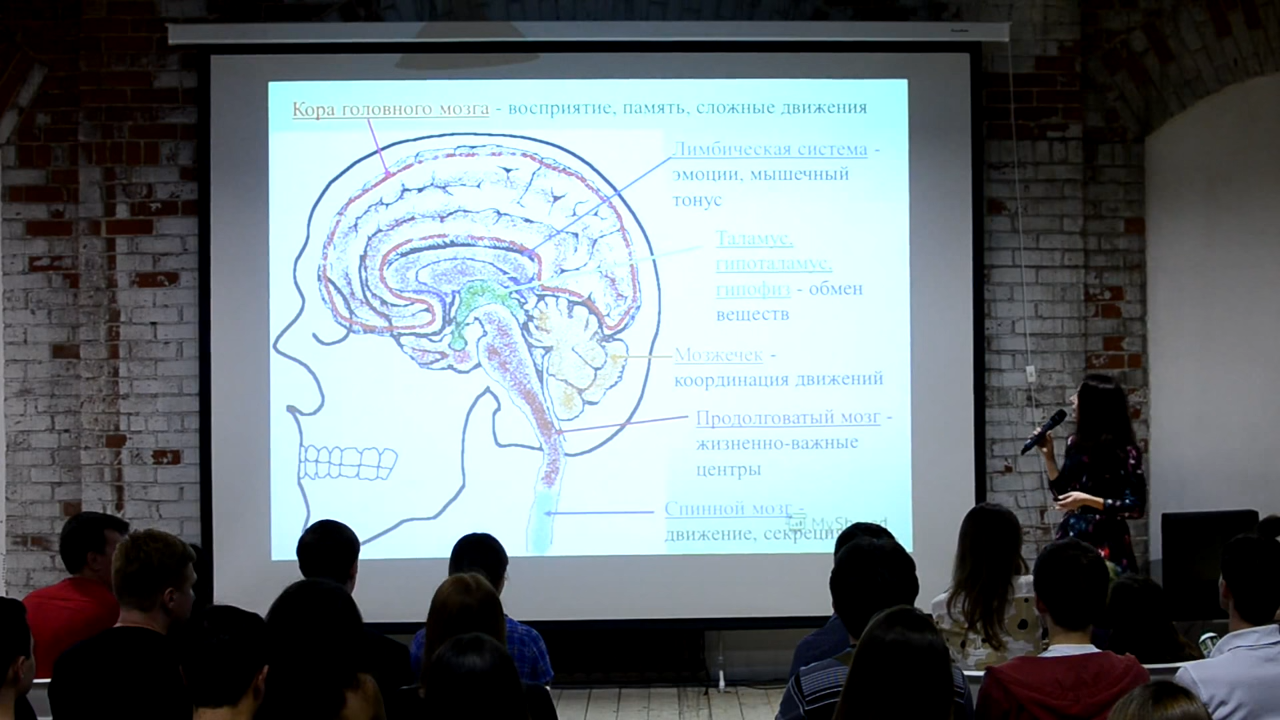 Кора головного мозга - восприятие, память, сложные движения
Лимбическая система -
эмоции, мышечный
тонус
Таламус,
гипоталамус,
гипофиз - обмен
веществ
Мозжечек -
координация движений
Продолговатый мозг -
жизненно-важные
центры
Спинной мозг -
движение, секреция
MyShared